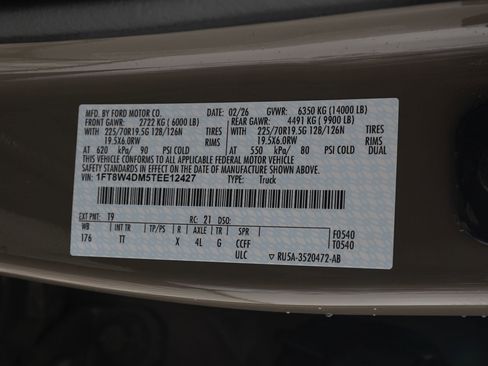 MFD. BY FORD MOTOR CO. DATE: 02/26 GVWR: 6350 KG (14000 LB)
FRONT GAWR: 2722 KG ( 6000 LB) REAR GAWR: 4491 KG ( 9900 LB)
WITH 225/70R19.5G 128/126N TIRES WITH 225/70R19.5G 128/126N TIRES
19.5X6.0RW RIMS 19.5X6.0RW RIMS
AT 620 kPa/ 90 PSI COLD AT 550 kPa/ 80 PSI COLD DUAL
THIS VEHICLE CONFORMS TO ALL APPLICABLE FEDERAL MOTOR VEHICLE
SAFETY STANDARDS IN EFFECT ON THE DATE OF MANUFACTURE SHOWN ABOVE.
VIN: 1FT8W4DM5TEE12427 TYPE: Truck
EXT PNT: T9 RC: 21 DSO:
WB INT TR TP/PS R AXLE TR SPR F0540
176 TT X 4L G CCFF T0540
ULC ▽ RU5A-3520472-AB